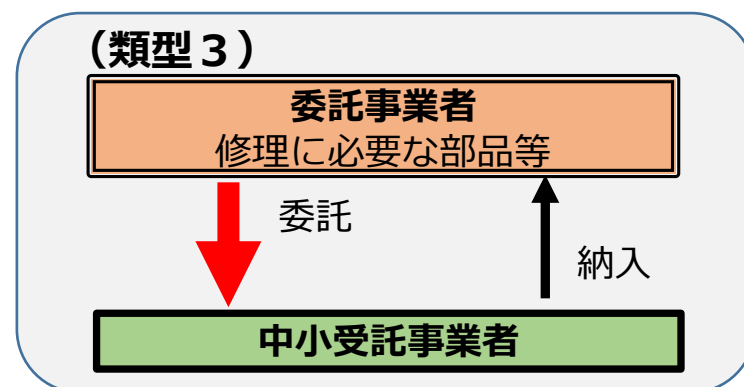 （類型３）
委託事業者
修理に必要な部品等
委託
納入
中小受託事業者